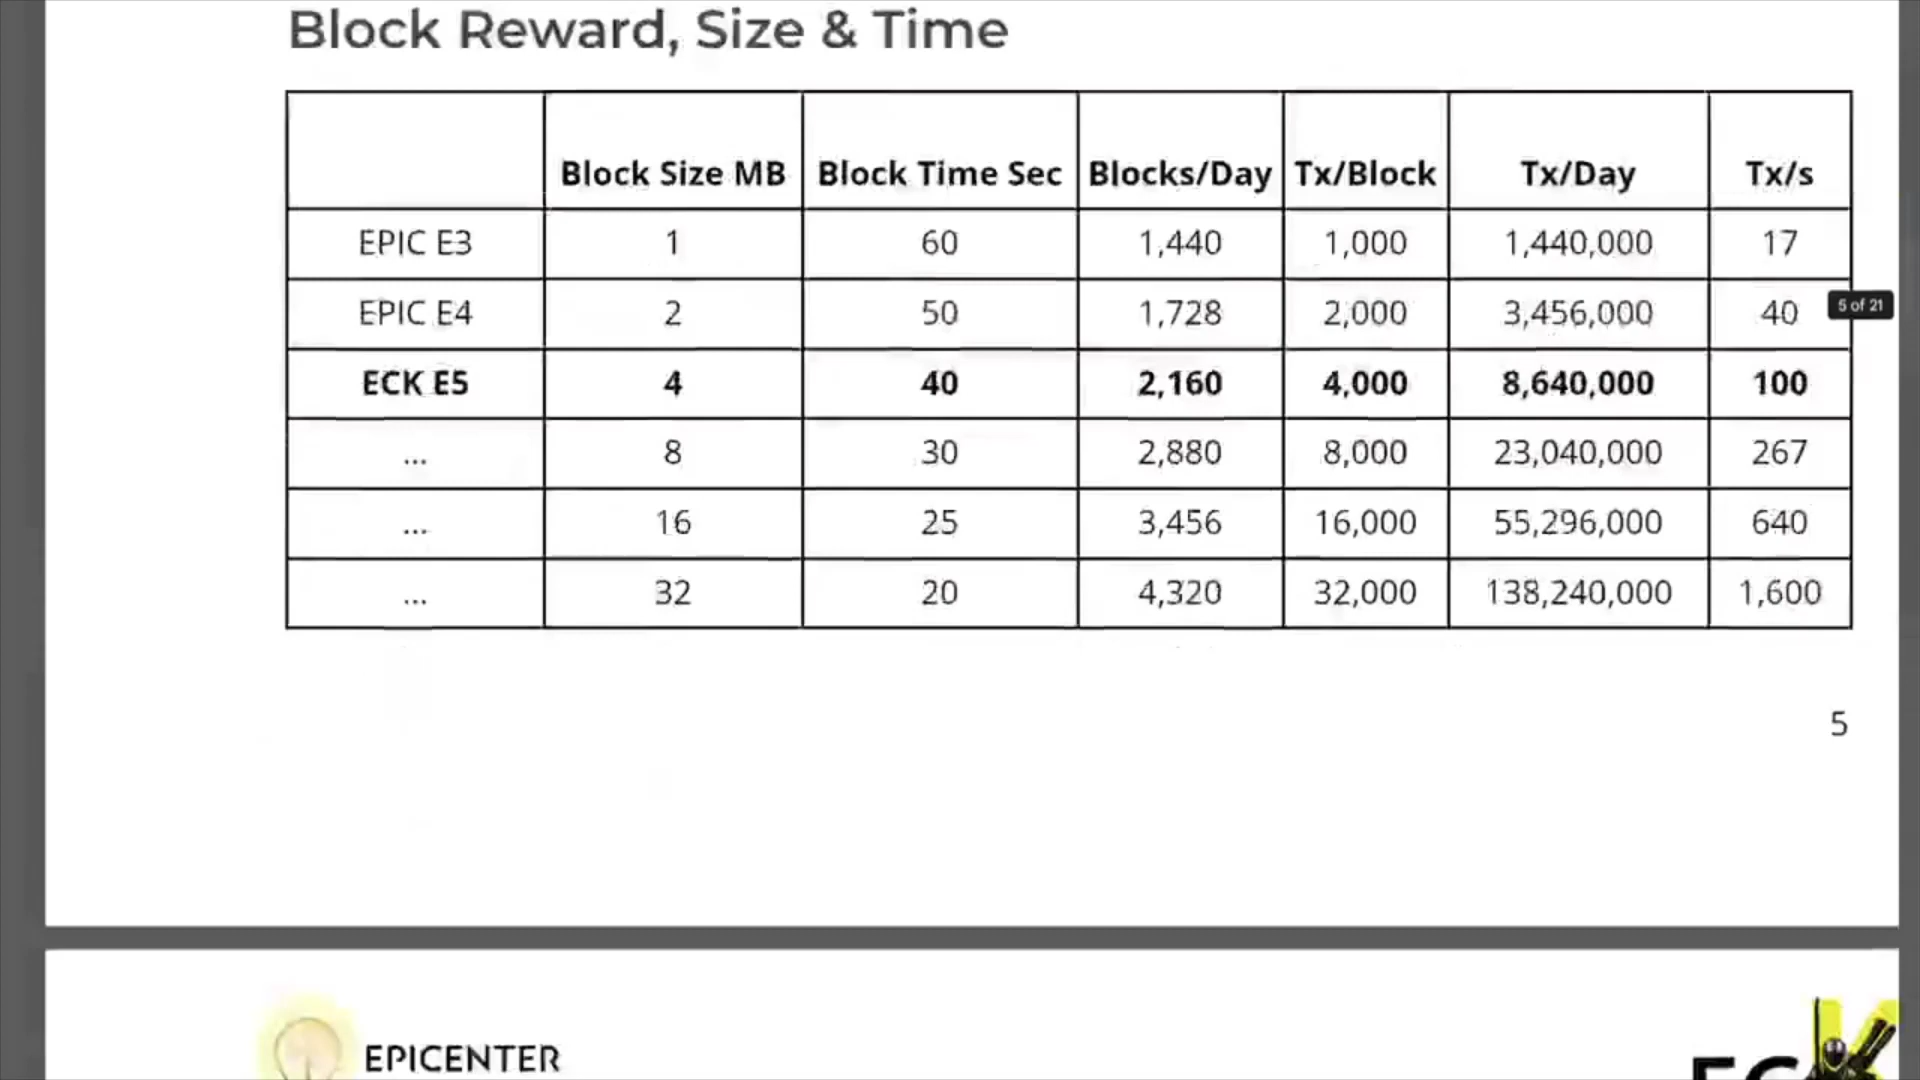 Block Reward, Size & Time
Block Size MB Block Time Sec Blocks/Day Tx/Block Tx/Day Tx/s
EPIC E3 1 60 1,440 1,000 1,440,000 17
EPIC E4 2 50 1,728 2,000 3,456,000 40
5 of 21
ECK E5 4 40 2,160 4,000 8,640,000 100
... 8 30 2,880 8,000 23,040,000 267
... 16 25 3,456 16,000 55,296,000 640
... 32 20 4,320 32,000 138,240,000 1,600
5
EPICENTER